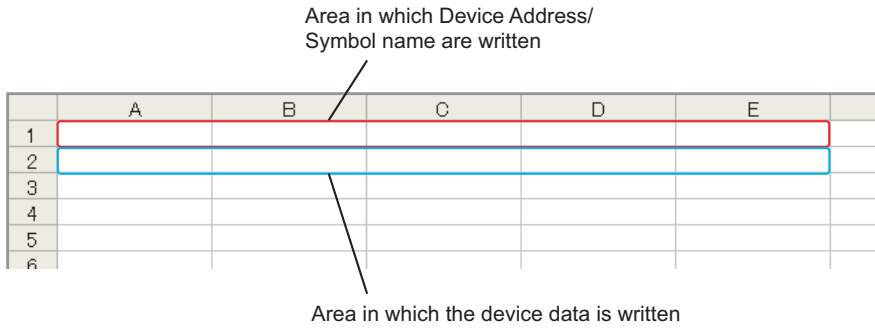 Area in which Device Address/
Symbol name are written
A B C D E
1
2
3
4
5
6
Area in which the device data is written